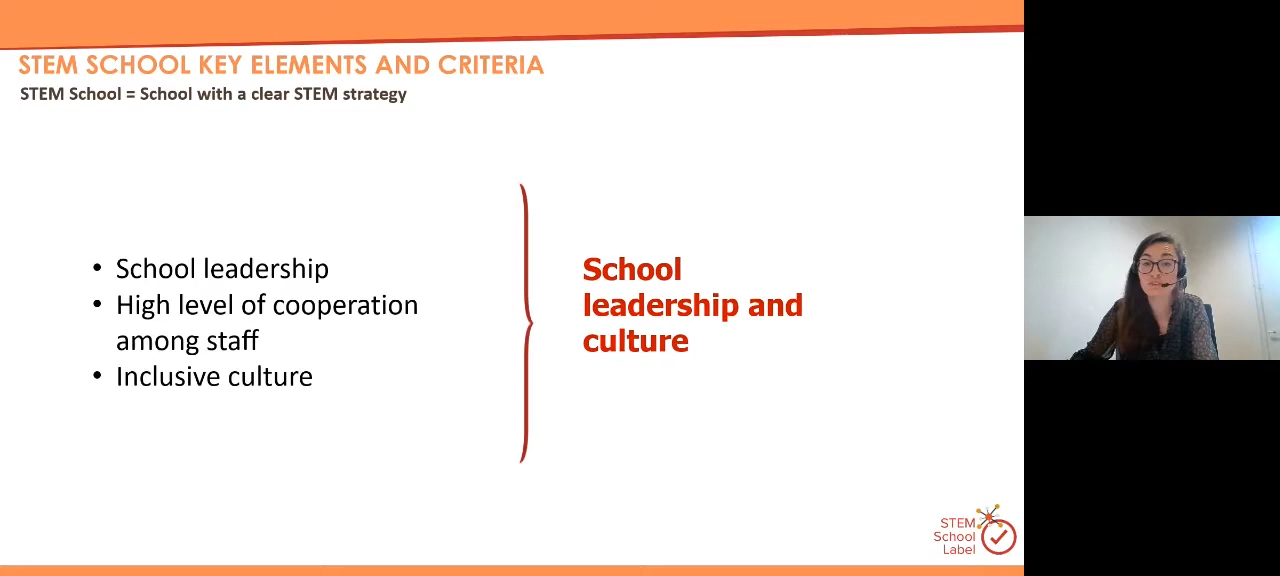 STEM SCHOOL KEY ELEMENTS AND CRITERIA
STEM School = School with a clear STEM strategy
• School leadership
• High level of cooperation
among staff
• Inclusive culture
School
leadership and
culture
STEM
School
Label